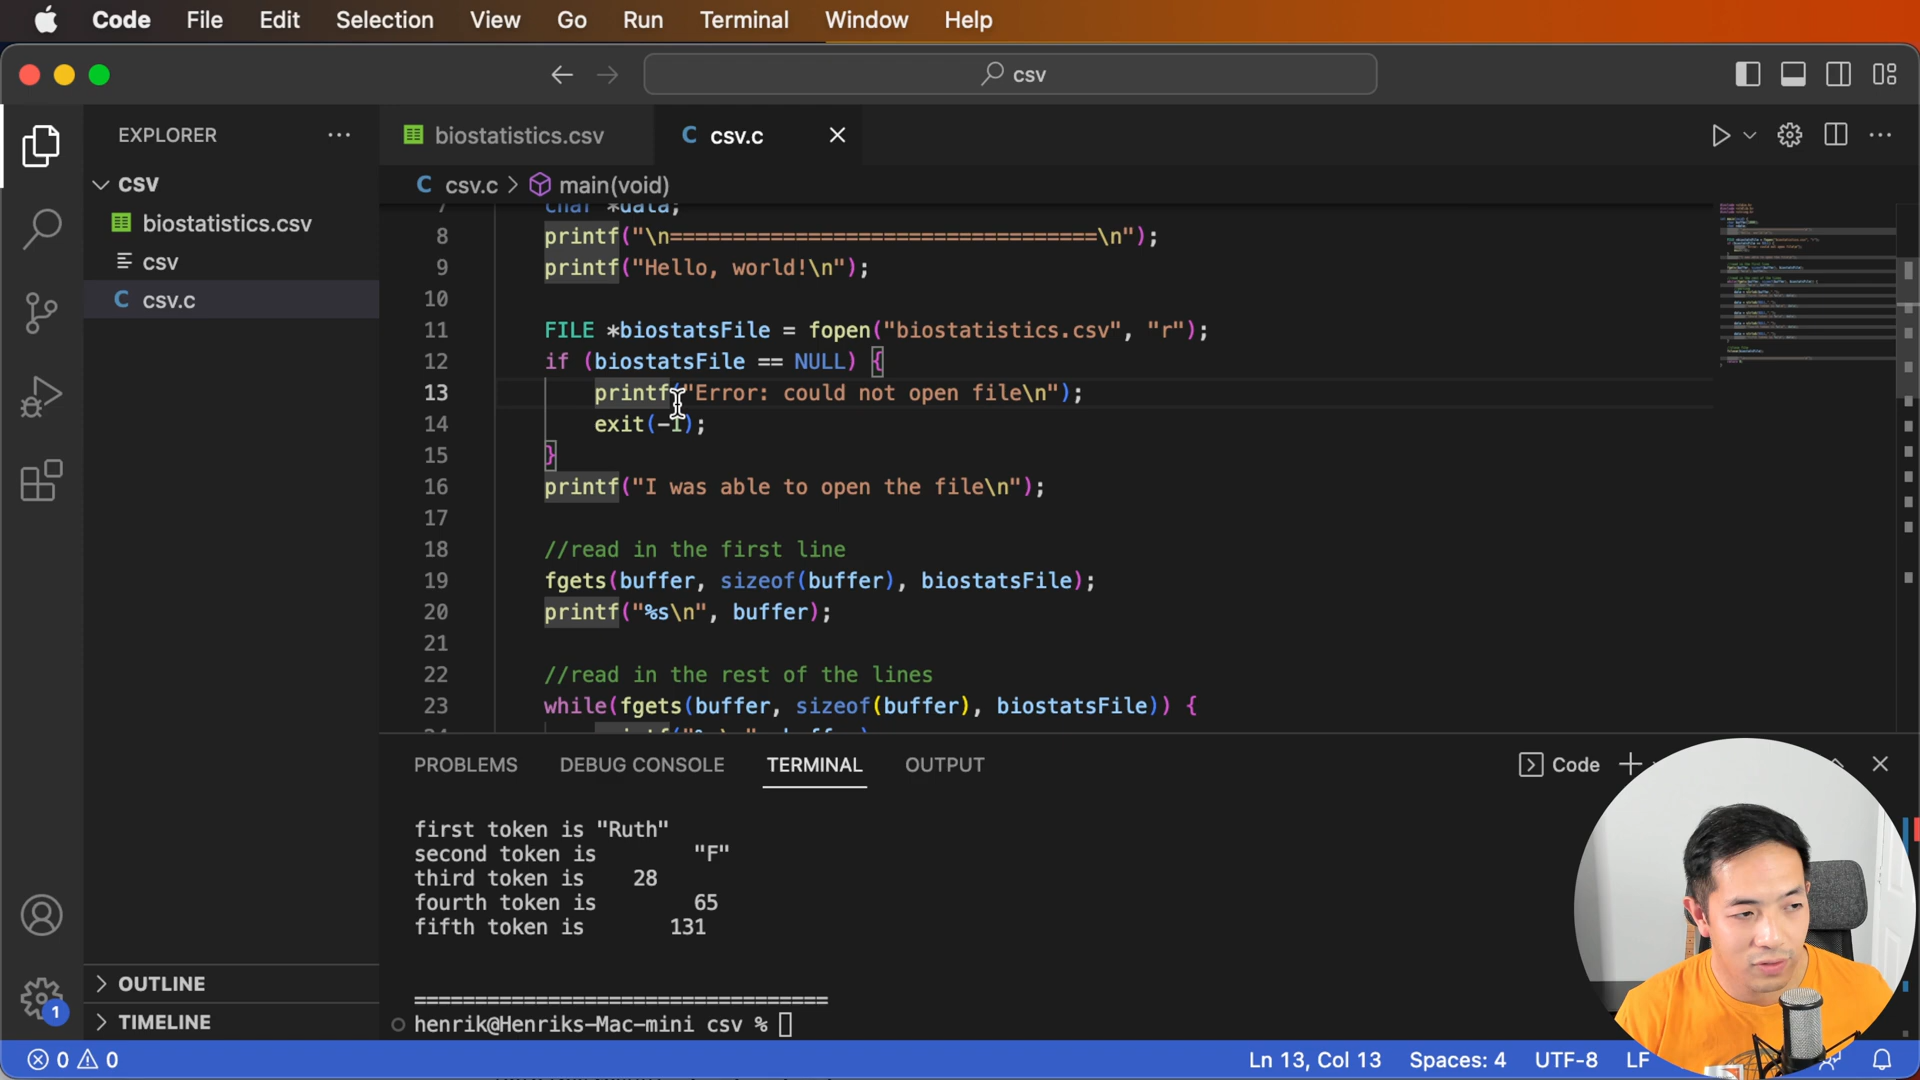 Code File Edit Selection View Go Run Terminal Window Help
csv
EXPLORER
biostatistics.csv
csv.c
CSV
csv.c > main(void)
biostatistics.csv
csv
csv.c
7 char *data;
8 printf("\n==================================\n");
9 printf("Hello, world!\n");
10
11 FILE *biostatsFile = fopen("biostatistics.csv", "r");
12 if (biostatsFile == NULL) {
13 printf("Error: could not open file\n");
14 exit(-1);
15 }
16 printf("I was able to open the file\n");
17
18 //read in the first line
19 fgets(buffer, sizeof(buffer), biostatsFile);
20 printf("%s\n", buffer);
21
22 //read in the rest of the lines
23 while(fgets(buffer, sizeof(buffer), biostatsFile)) {
PROBLEMS DEBUG CONSOLE TERMINAL OUTPUT
Code
first token is "Ruth"
second token is "F"
third token is 28
fourth token is 65
fifth token is 131
==================================
henrik@Henriks-Mac-mini csv %
OUTLINE
1
TIMELINE
0 0
Ln 13, Col 13 Spaces: 4 UTF-8 LF